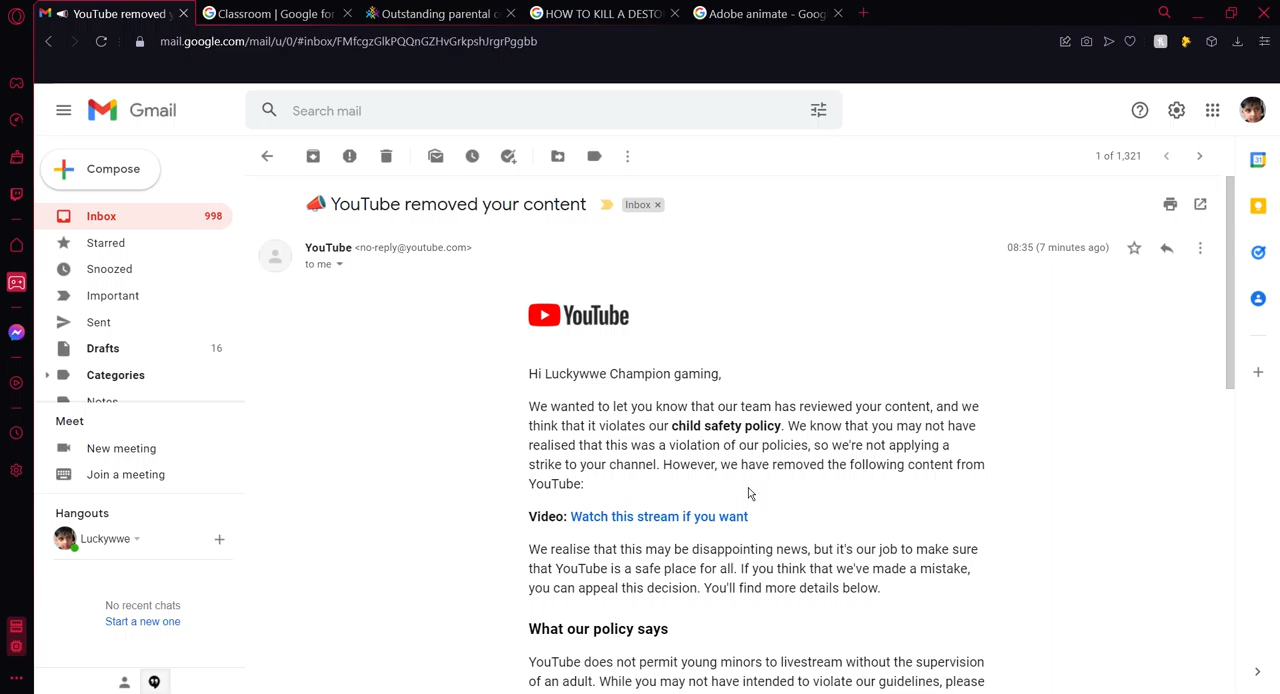 YouTube removed y
Classroom | Google for
Outstanding parental c
HOW TO KILL A DESTO
Adobe animate - Goog
mail.google.com/mail/u/0/#inbox/FMfcgzGlkPQQnGZHvGrkpshJrgrPggbb
Gmail
Search mail
Compose
1 of 1,321
31
Inbox 998
Starred
Snoozed
Important
Sent
Drafts 16
Categories
Notes
Meet
New meeting
Join a meeting
Hangouts
Luckywwe
No recent chats
Start a new one
YouTube removed your content
Inbox ×
YouTube <no-reply@youtube.com>
08:35 (7 minutes ago)
to me
YouTube
Hi Luckywwe Champion gaming,
We wanted to let you know that our team has reviewed your content, and we
think that it violates our child safety policy. We know that you may not have
realised that this was a violation of our policies, so we're not applying a
strike to your channel. However, we have removed the following content from
YouTube:
Video: Watch this stream if you want
We realise that this may be disappointing news, but it's our job to make sure
that YouTube is a safe place for all. If you think that we've made a mistake,
you can appeal this decision. You'll find more details below.
What our policy says
YouTube does not permit young minors to livestream without the supervision
of an adult. While you may not have intended to violate our guidelines, please